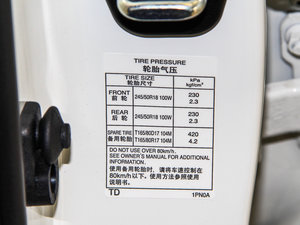 TIRE PRESSURE
轮胎气压
TIRE SIZE
轮胎尺寸
kPa
kgf/cm²
FRONT
前 轮
245/50R18 100W
230
2.3
REAR
后 轮
245/50R18 100W
230
2.3
SPARE TIRE
备用轮胎
T165/80D17 104M
T165/80R17 104M
420
4.2
DO NOT USE OVER 80km/h.
SEE OWNER'S MANUAL FOR ADDITIONAL
INFORMATION.
使用备用轮胎时，请将车速控制在
80km/h以下，使用方法请参照使用
说明书。
TD
1PN0A